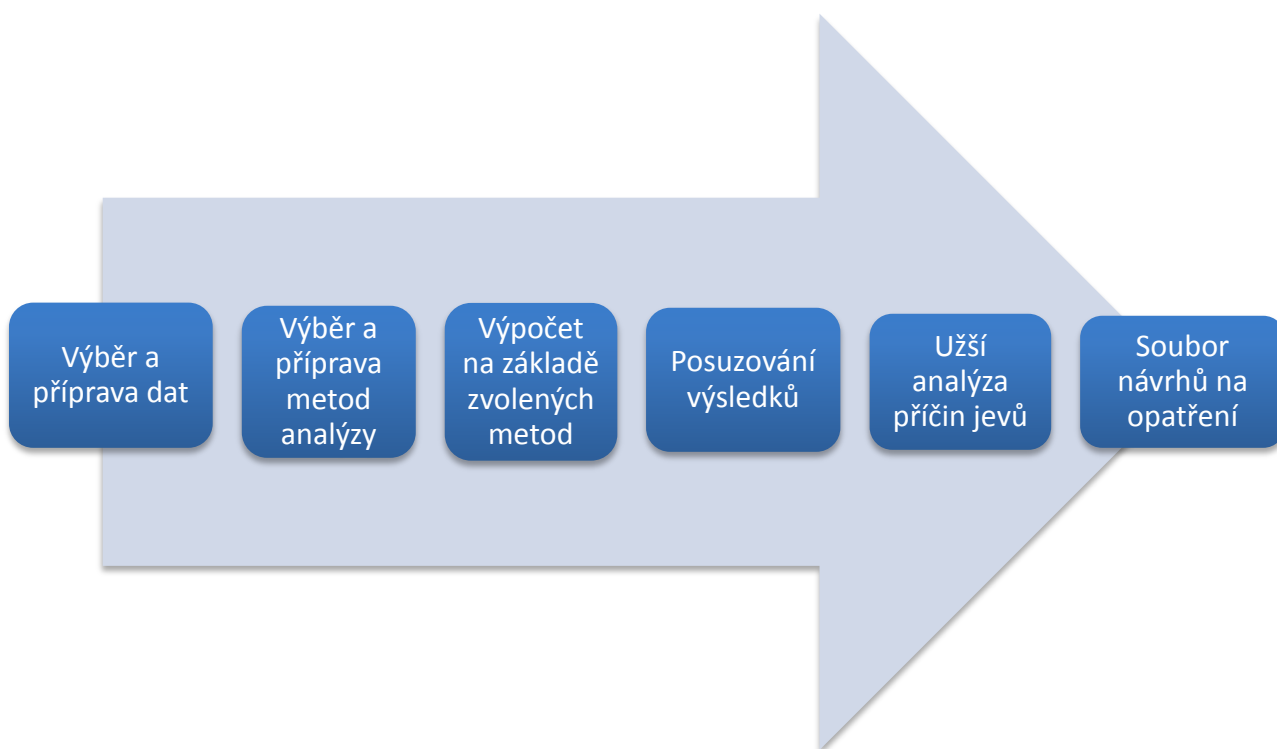 Výběr a
příprava dat
Výběr a
příprava
metod
analýzy
Výpočet
na základě
zvolených
metod
Posuzování
výsledků
Užší
analýza
příčin jevů
Soubor
návrhů na
opatření